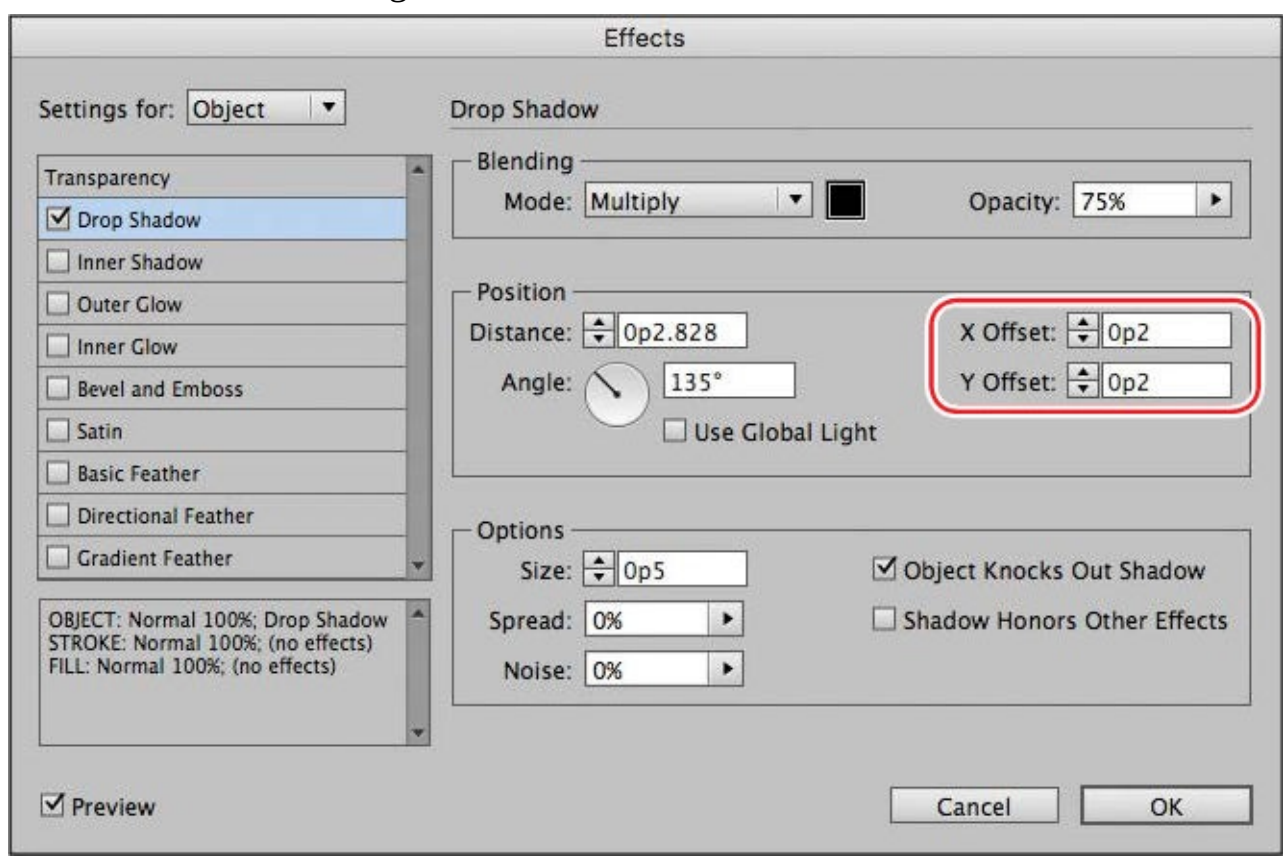 Effects
Settings for: Object
Transparency
Drop Shadow
Inner Shadow
Outer Glow
Inner Glow
Bevel and Emboss
Satin
Basic Feather
Directional Feather
Gradient Feather
OBJECT: Normal 100%; Drop Shadow
STROKE: Normal 100%; (no effects)
FILL: Normal 100%; (no effects)
Preview
Drop Shadow
Blending
Mode: Multiply Opacity: 75%
Position
Distance: 0p2.828 X Offset: 0p2
Angle: 135° Y Offset: 0p2
Use Global Light
Options
Size: 0p5 Object Knocks Out Shadow
Spread: 0% Shadow Honors Other Effects
Noise: 0%
Cancel OK